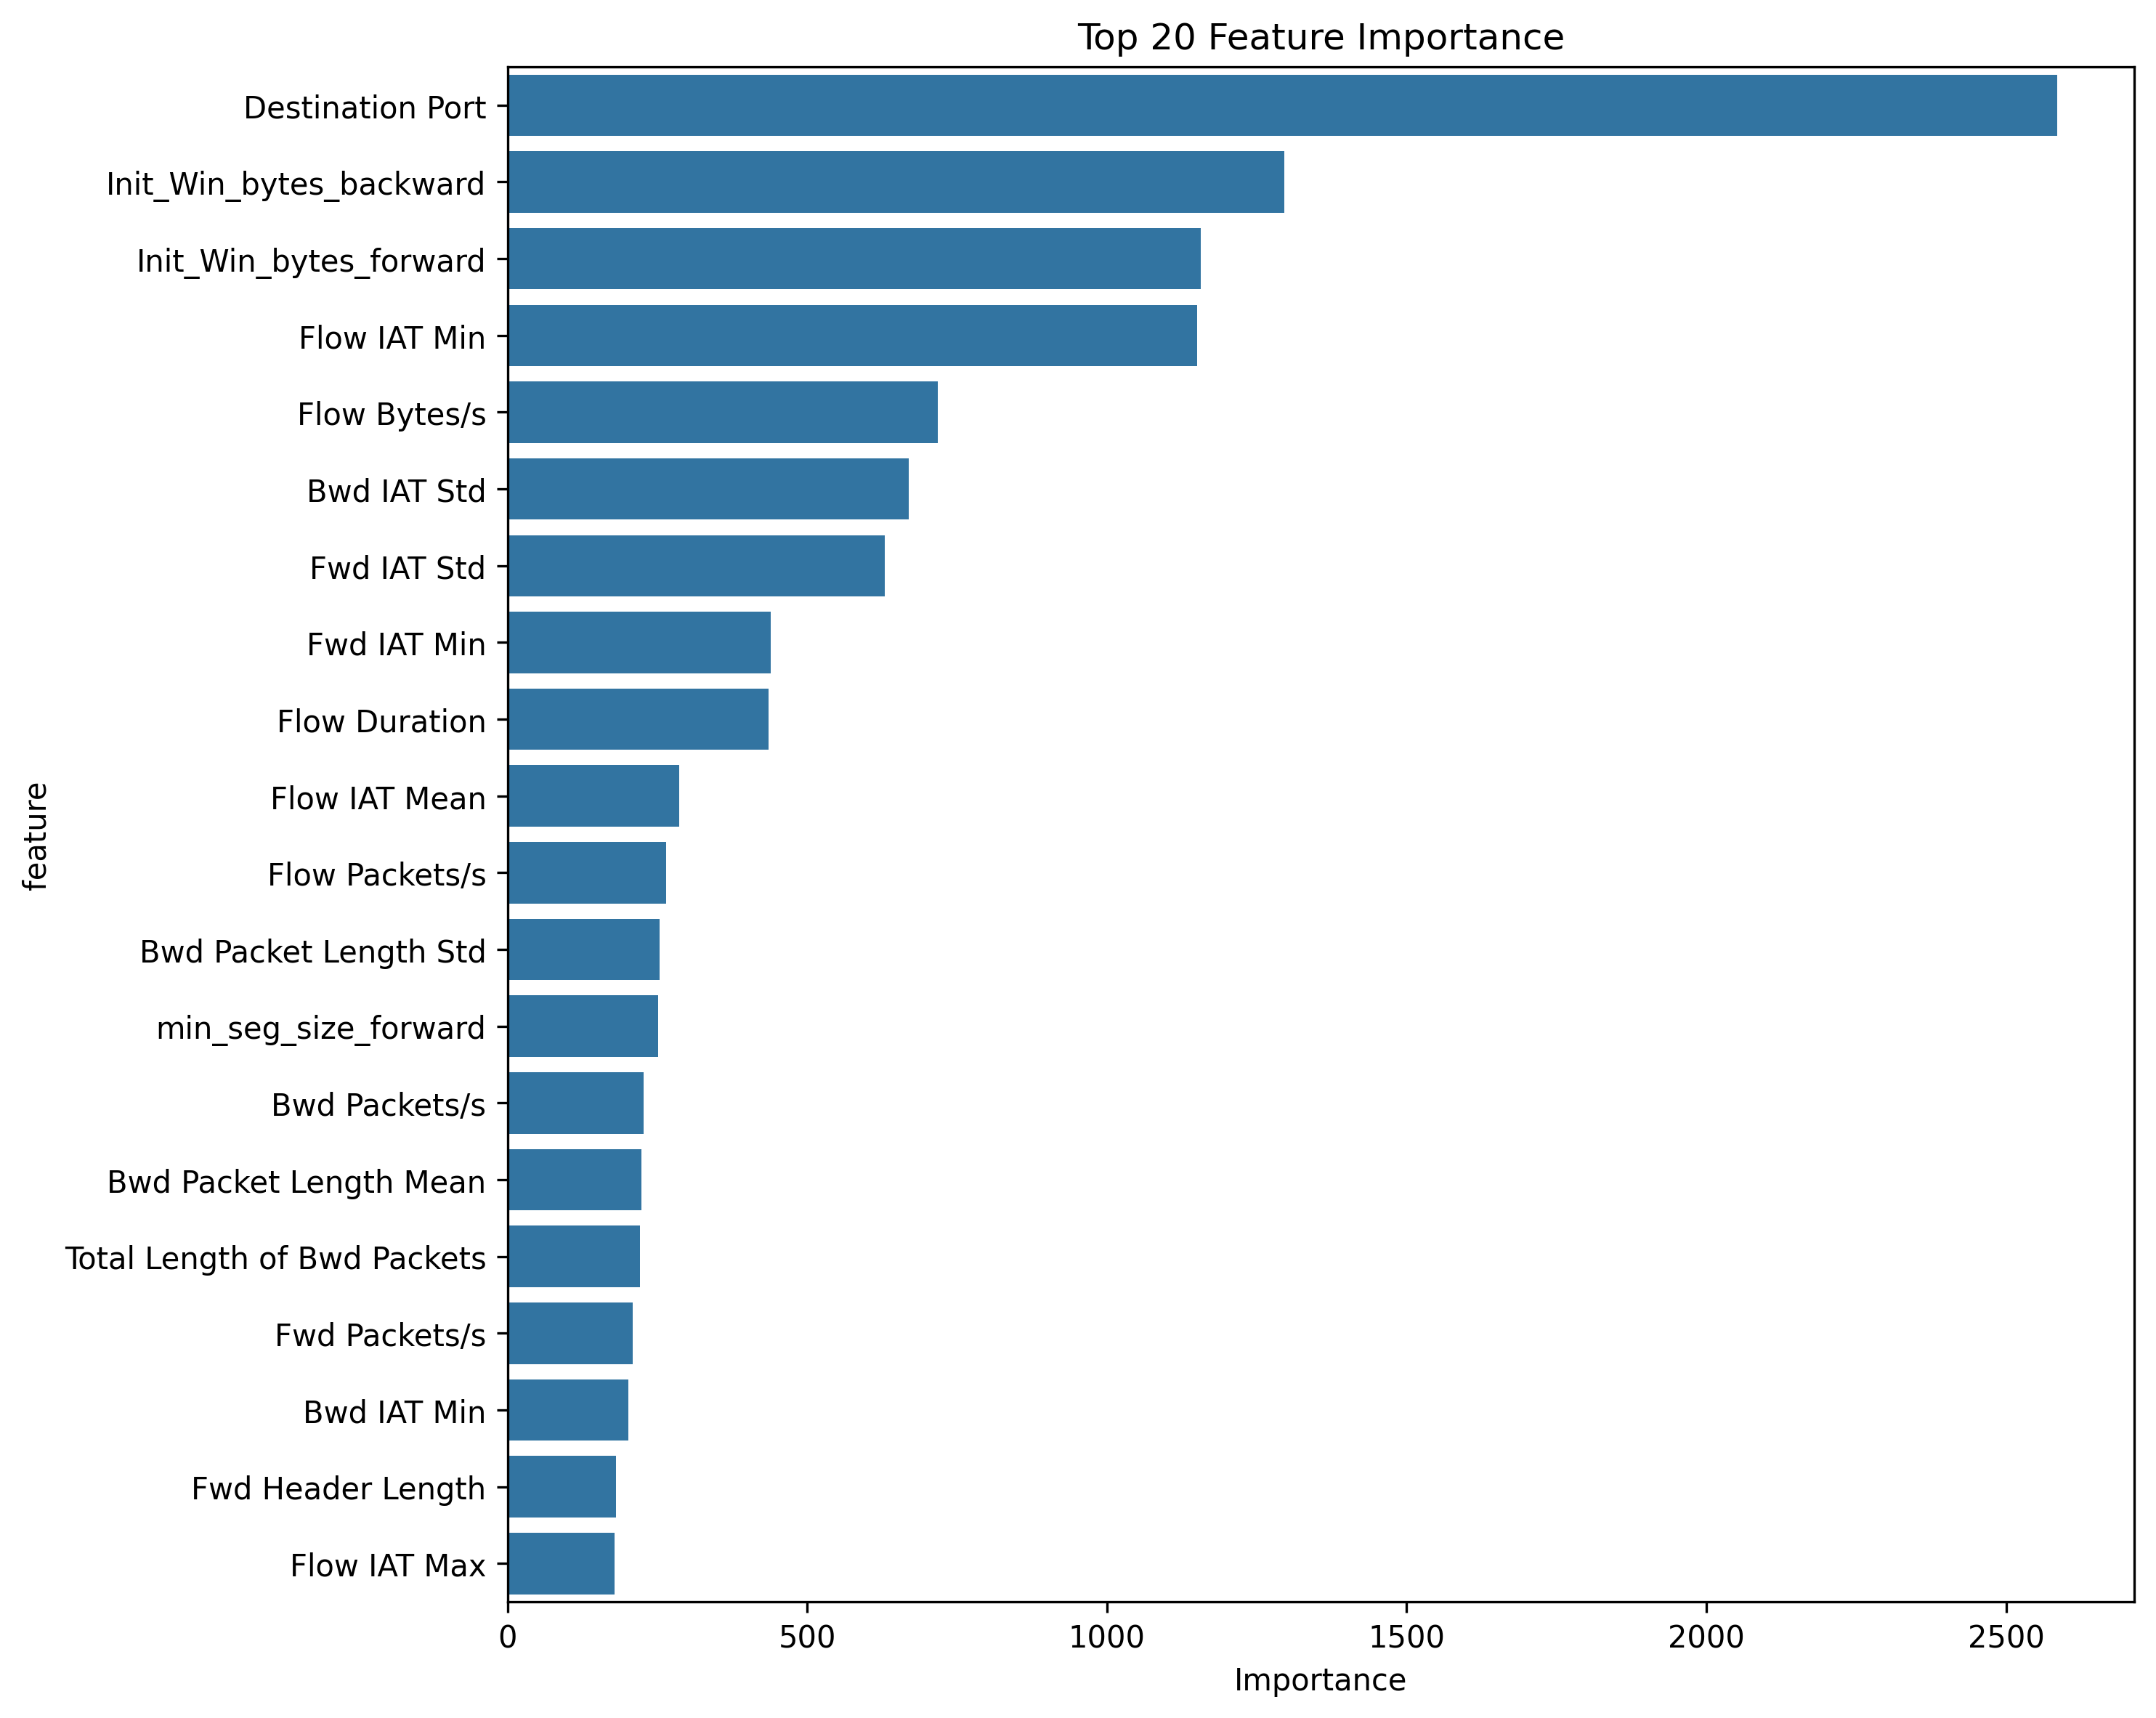 Top 20 Feature Importance
Destination Port
Init_Win_bytes_backward
Init_Win_bytes_forward
Flow IAT Min
Flow Bytes/s
Bwd IAT Std
Fwd IAT Std
Fwd IAT Min
Flow Duration
Flow IAT Mean
Flow Packets/s
Bwd Packet Length Std
min_seg_size_forward
Bwd Packets/s
Bwd Packet Length Mean
Total Length of Bwd Packets
Fwd Packets/s
Bwd IAT Min
Fwd Header Length
Flow IAT Max
feature
0 500 1000 1500 2000 2500
Importance